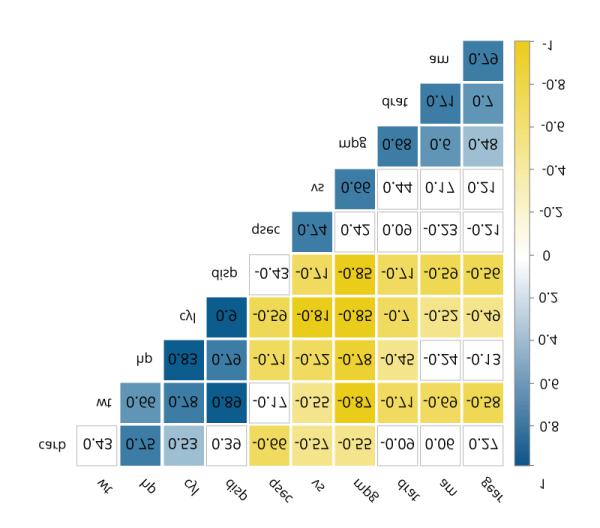 wt hp cyl disp qsec vs mpg drat am gear
carb 0.43 0.75 0.53 0.39 -0.66 -0.57 -0.55 -0.09 0.06 0.27
wt 0.66 0.78 0.89 -0.17 -0.55 -0.87 -0.71 -0.69 -0.58
hp 0.83 0.79 -0.71 -0.72 -0.78 -0.45 -0.24 -0.13
cyl 0.9 -0.59 -0.81 -0.85 -0.7 -0.52 -0.49
disp -0.43 -0.71 -0.85 -0.71 -0.59 -0.56
qsec 0.74 0.42 0.09 -0.23 -0.21
vs 0.66 0.44 0.17 0.21
mpg 0.68 0.6 0.48
drat 0.71 0.7
am 0.79
1
0.8
0.6
0.4
0.2
0
-0.2
-0.4
-0.6
-0.8
-1